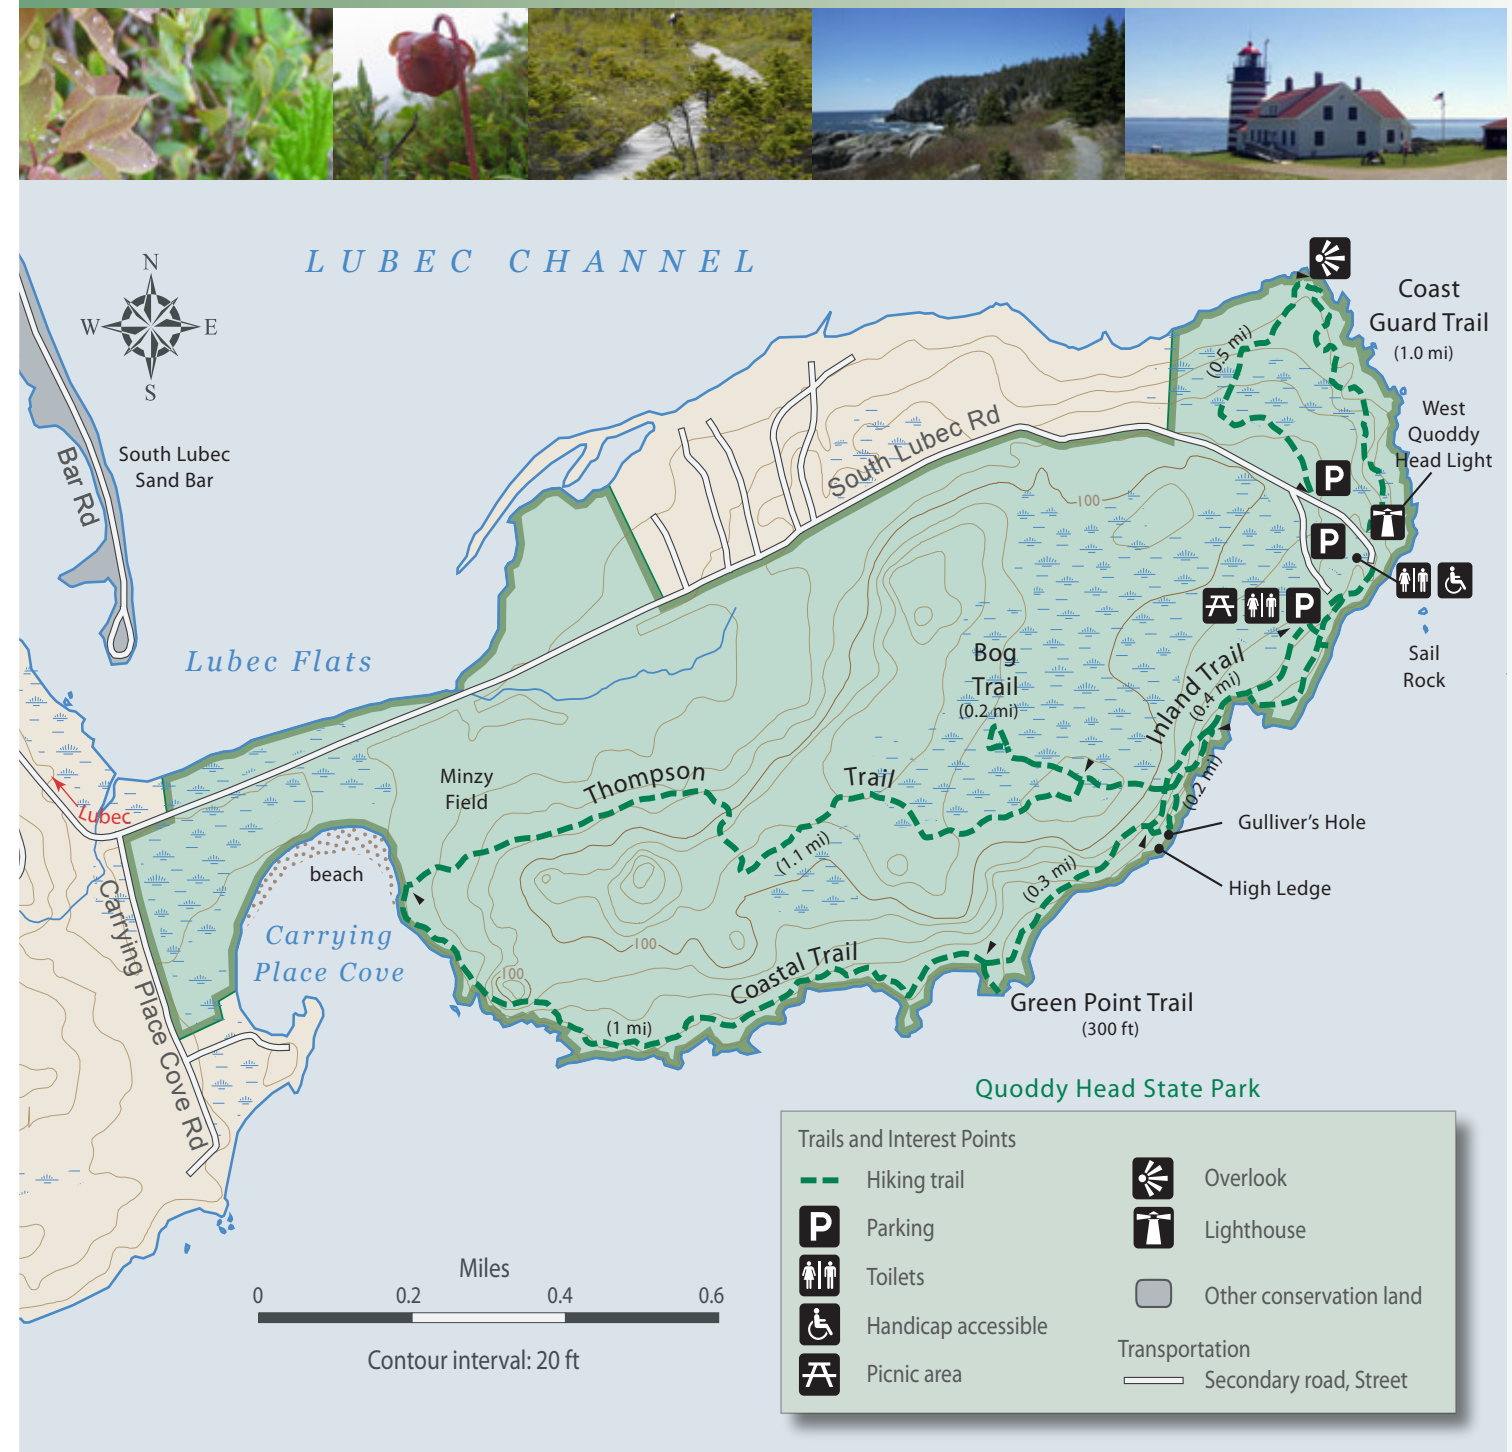 LUBEC CHANNEL
N
W
E
S
Coast
Guard Trail
(1.0 mi)
(0.5 mi)
West
Quoddy
Head Light
South Lubec
Sand Bar
Bar Rd
South Lubec Rd
100
P
P
P
Lubec Flats
Sail
Rock
Bog
Trail
(0.2 mi)
Inland Trail
(0.4 mi)
Minzy
Field
Thompson
Trail
(1.1 mi)
(0.2 mi)
Lubec
Gulliver's Hole
High Ledge
beach
(0.3 mi)
Carrying Place Cove Rd
Carrying
Place Cove
100
100
Coastal Trail
(1 mi)
Green Point Trail
(300 ft)
Quoddy Head State Park
Trails and Interest Points
Hiking trail
P
Parking
Toilets
Handicap accessible
Picnic area
Overlook
Lighthouse
Other conservation land
Transportation
Secondary road, Street
Miles
0
0.2
0.4
0.6
Contour interval: 20 ft